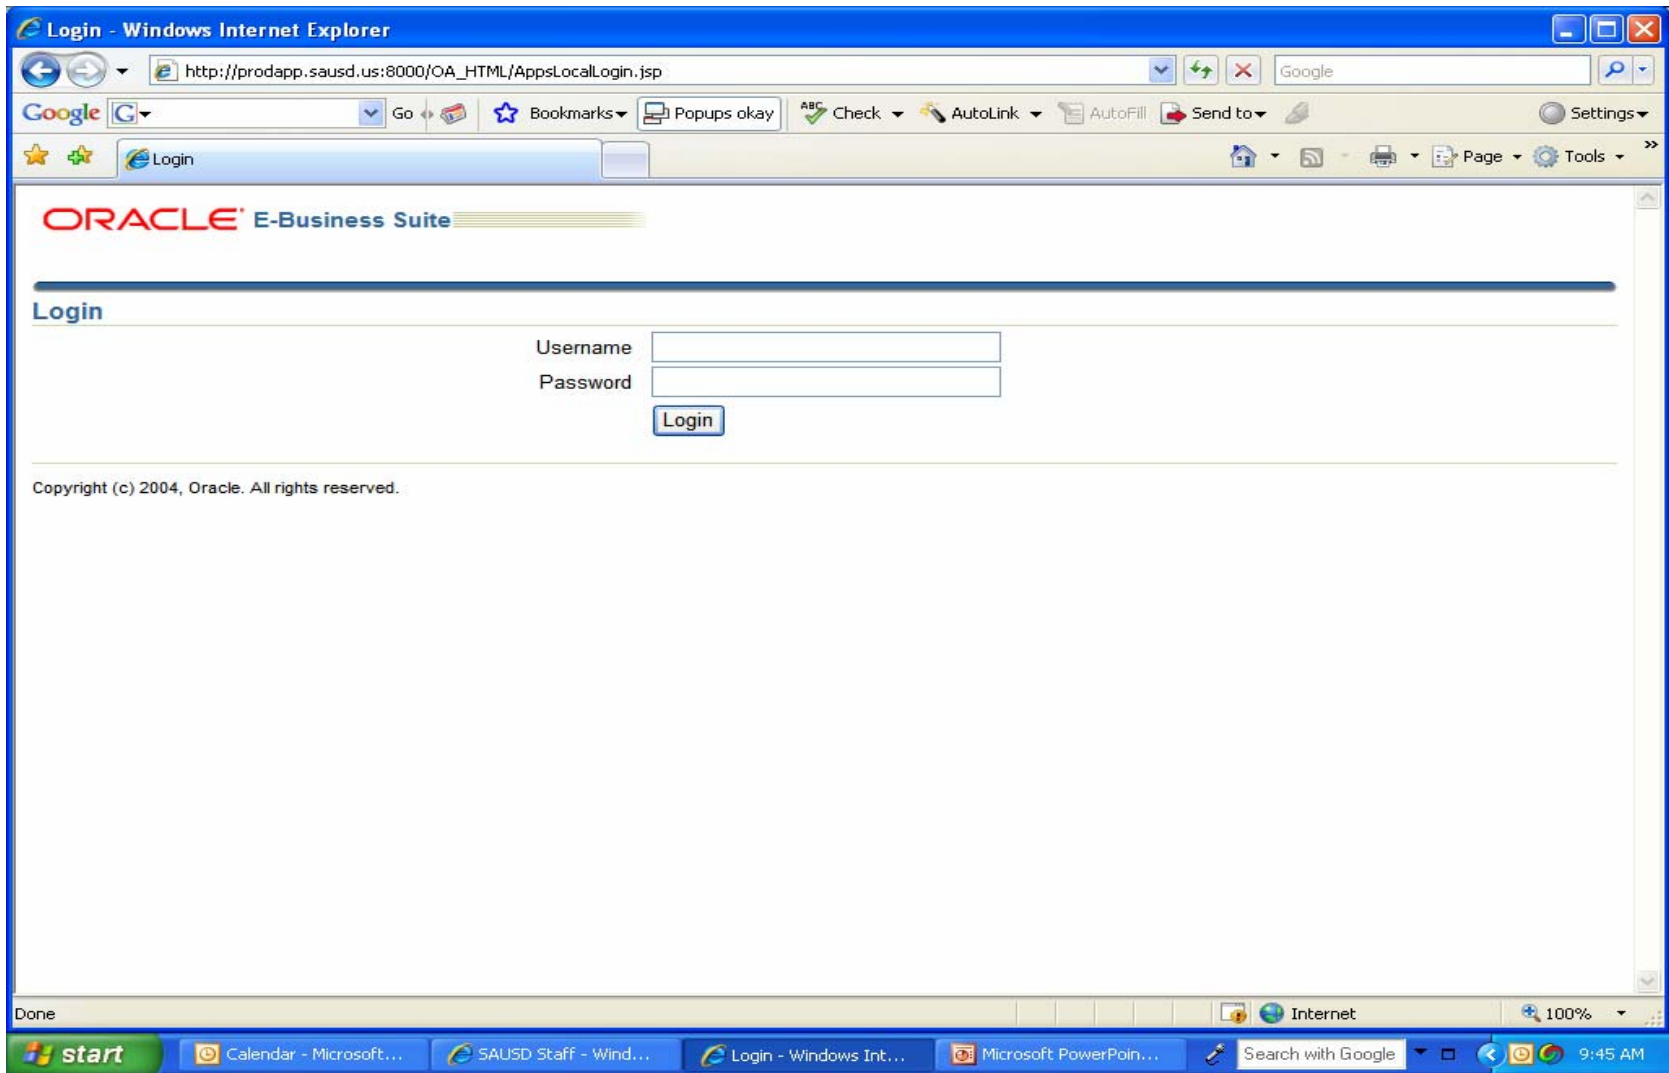 Login - Windows Internet Explorer
http://prodapp.sausd.us:8000/OA_HTML/AppsLocalLogin.jsp Google
Google G Go Bookmarks Popups okay ABC Check AutoLink AutoFill Send to Settings
Login Page Tools »
ORACLE E-Business Suite
Login
Username
Password
Login
Copyright (c) 2004, Oracle. All rights reserved.
Done Internet 100%
start Calendar - Microsoft... SAUSD Staff - Wind... Login - Windows Int... Microsoft PowerPoin... Search with Google 9:45 AM